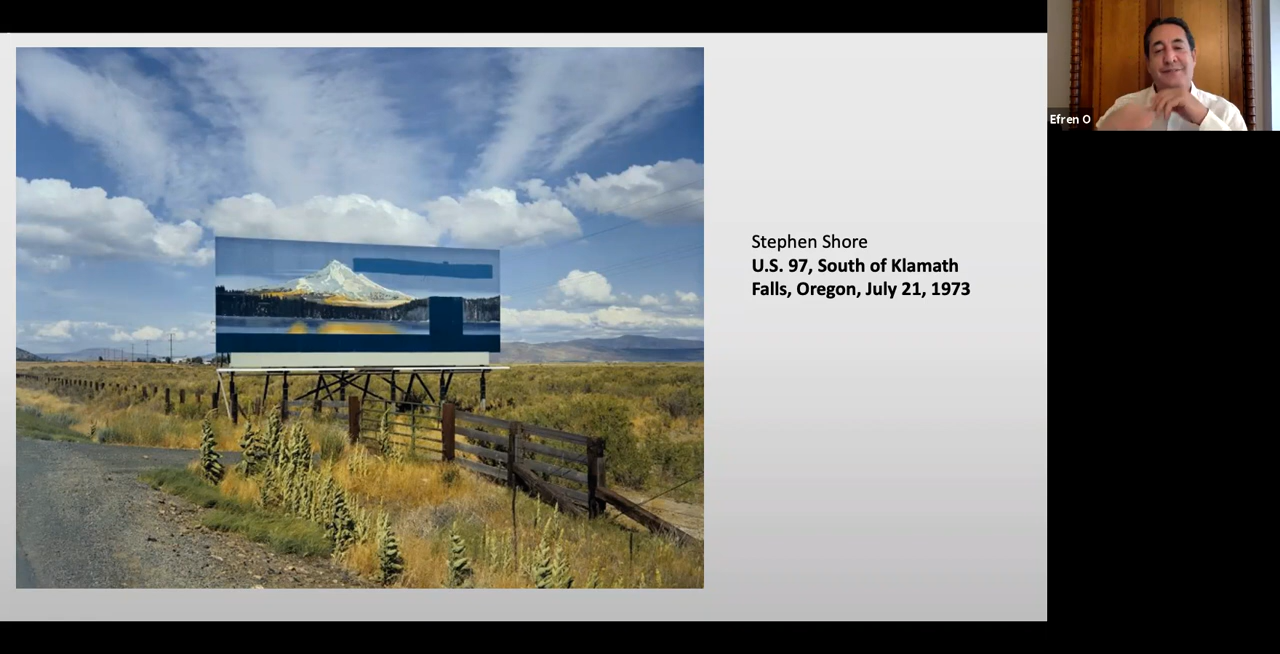 Stephen Shore
U.S. 97, South of Klamath
Falls, Oregon, July 21, 1973
Efren O